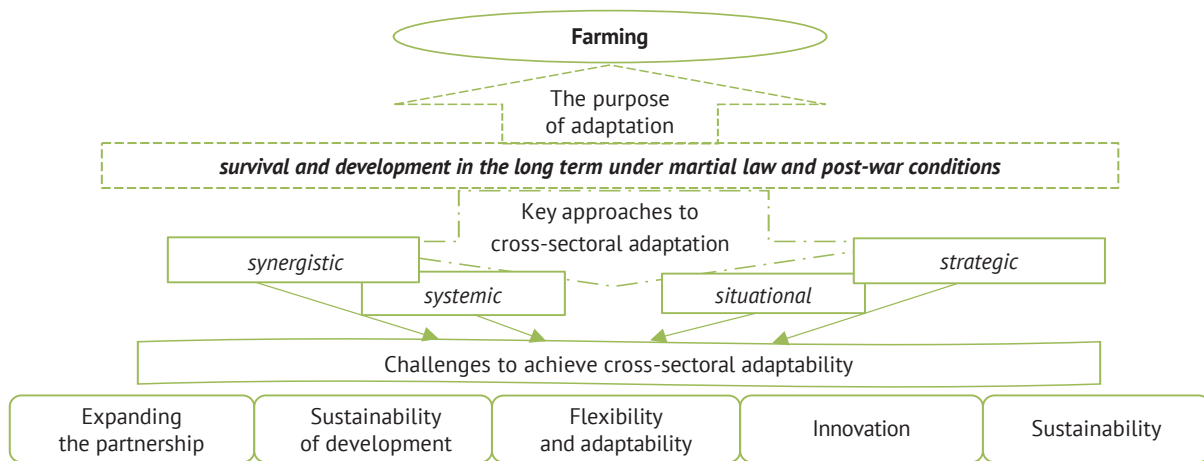 Farming
The purpose
of adaptation
survival and development in the long term under martial law and post-war conditions
Key approaches to
cross-sectoral adaptation
synergistic
strategic
systemic
situational
Challenges to achieve cross-sectoral adaptability
Expanding
the partnership
Sustainability
of development
Flexibility
and adaptability
Innovation
Sustainability